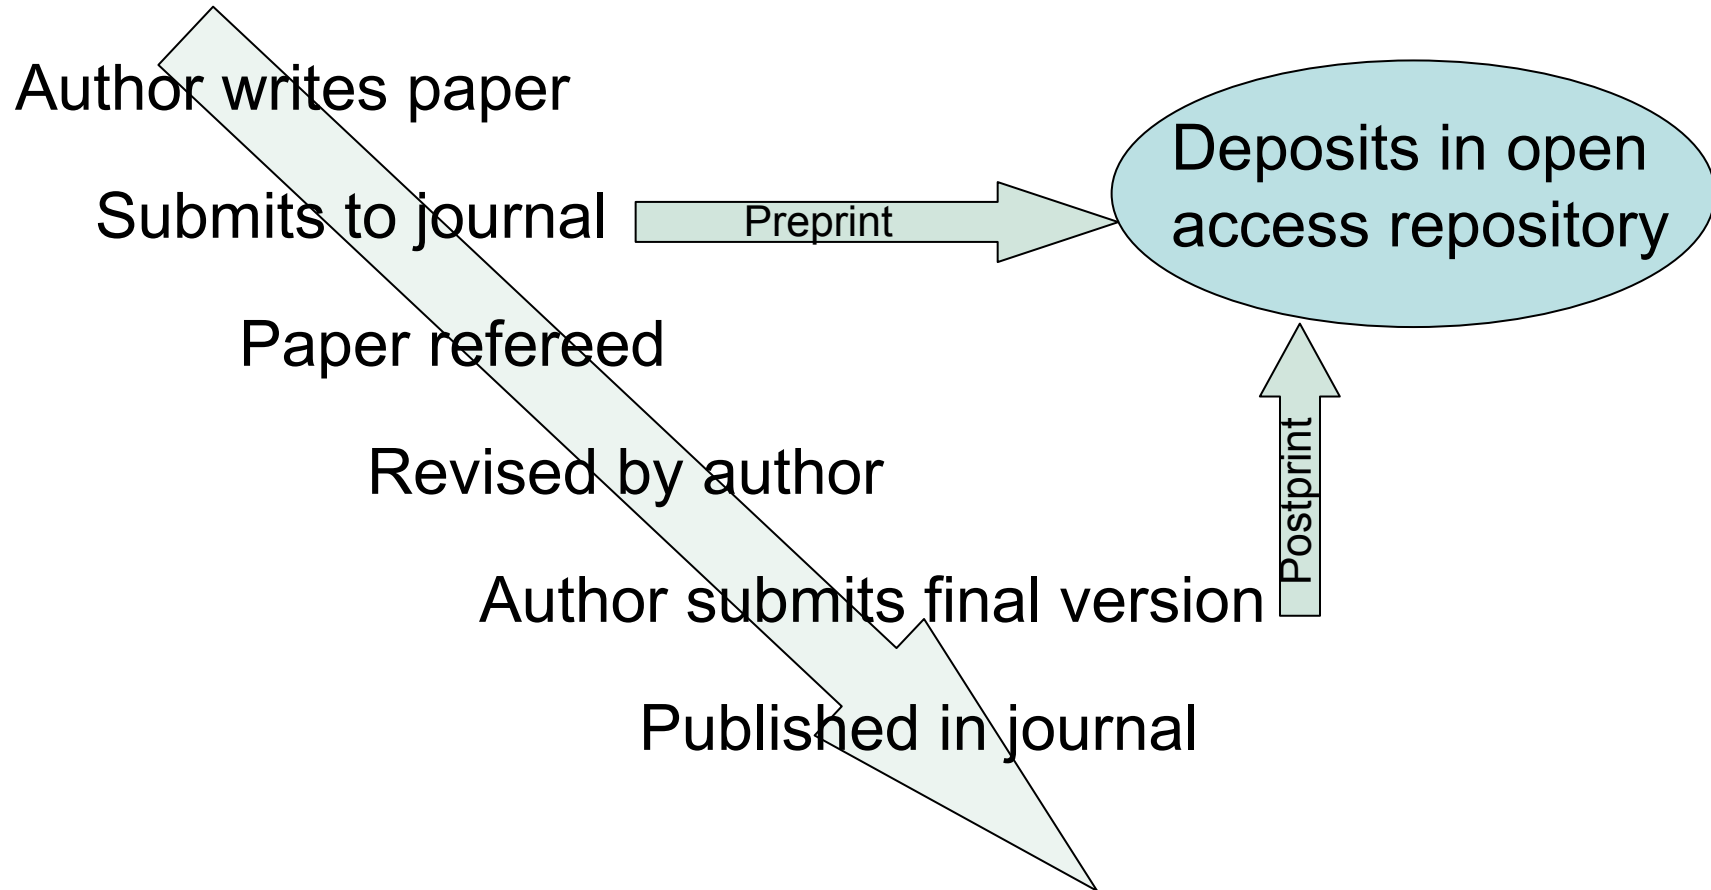 Author writes paper
Deposits in open
access repository
Submits to journal
Preprint
Paper refereed
Revised by author
Postprint
Author submits final version
Published in journal